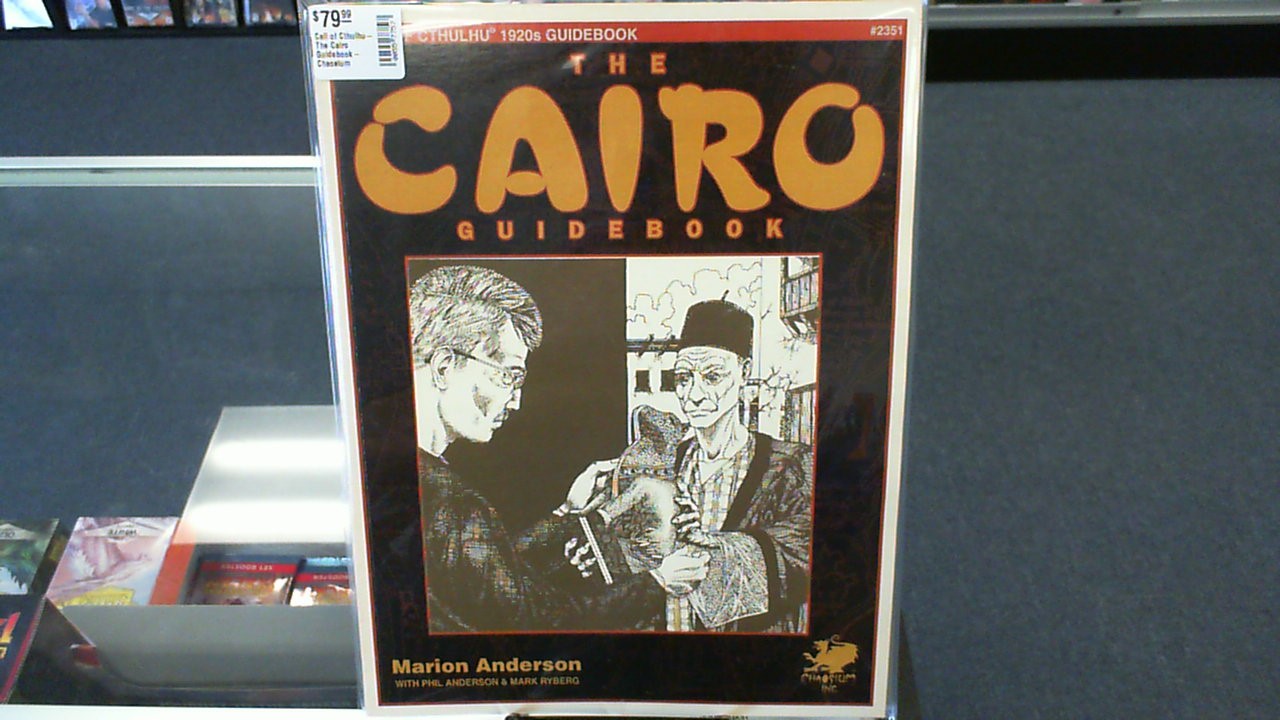 $79.99
Call of Cthulhu –
The Cairo
Guidebook –
Chaosium
CTHULHU® 1920s GUIDEBOOK
#2351
THE
CAIRO
GUIDEBOOK
Marion Anderson
WITH PHIL ANDERSON & MARK RYBERG
CHAOSIUM
INC.